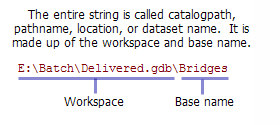 The entire string is called catalogpath,
pathname, location, or dataset name.  It is
made up of the workspace and base name.
E:\Batch\Delivered.gdb\Bridges
Workspace Base name